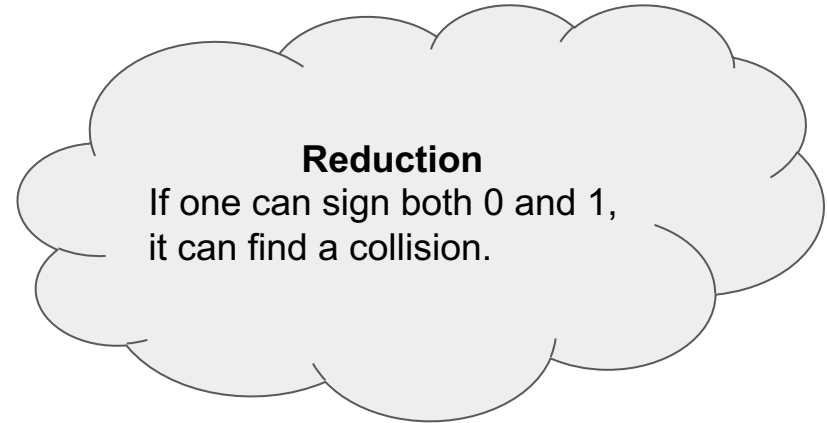 Reduction
If one can sign both 0 and 1,
it can find a collision.